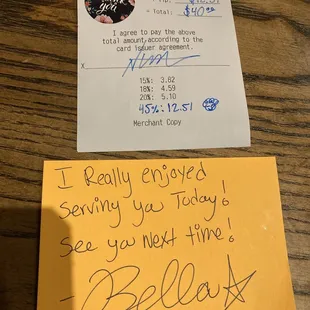 you
Total: $40.00
I agree to pay the above
total amount according to the
card issuer agreement.
X
15%: 3.62
18%: 4.59
20%: 5.10
45%: 12.51
Merchant Copy
I Really enjoyed
Serving you Today!
See you Next time!
- Bella